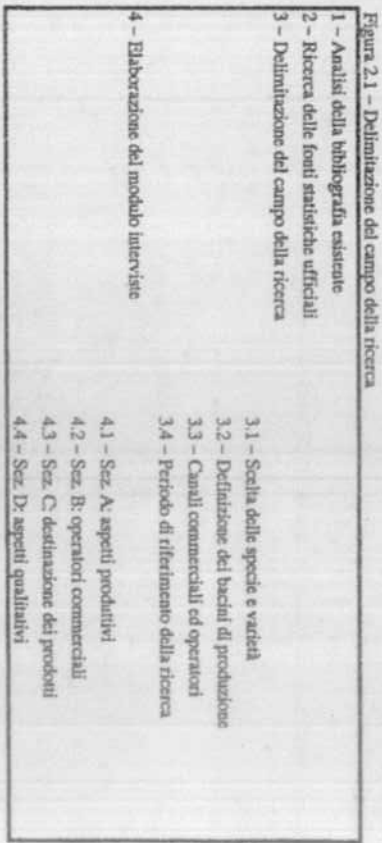 Figura 2.1 – Delimitazione del campo della ricerca
1 – Analisi della bibliografia esistente
2 – Ricerca delle fonti statistiche ufficiali
3 – Delimitazione del campo della ricerca
3.1 – Scelta delle specie e varietà
3.2 – Definizione dei bacini di produzione
3.3 – Canali commerciali ed operatori
3.4 – Periodo di riferimento della ricerca
4 – Elaborazione del modulo interviste
4.1 – Sez. A: aspetti produttivi
4.2 – Sez. B: operatori commerciali
4.3 – Sez. C: destinazione dei prodotti
4.4 – Sez. D: aspetti qualitativi